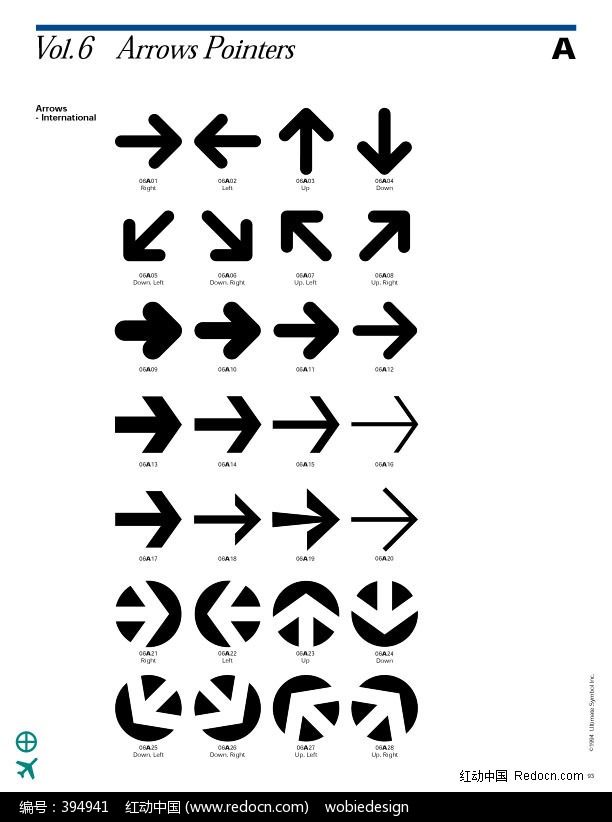 Vol.6 Arrows Pointers A
Arrows
- International
06A01 06A02 06A03 06A04
Right Left Up Down
06A05 06A06 06A07 06A08
Down, Left Down, Right Up, Left Up, Right
06A09 06A10 06A11 06A12
06A13 06A14 06A15 06A16
06A17 06A18 06A19 06A20
06A21 06A22 06A23 06A24
Right Left Up Down
06A25 06A26 06A27 06A28
Down, Left Down, Right Up, Left Up, Right
©1994 Ultimate Symbol Inc.
红动中国 Redocn.com 93
编号：394941 红动中国 (www.redocn.com) wobiedesign